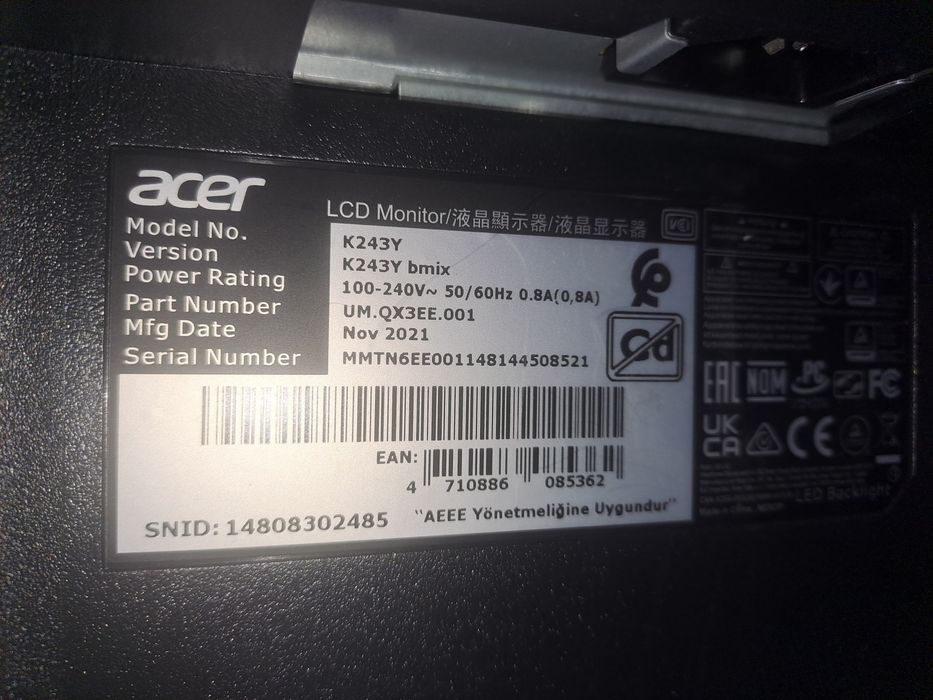 acer
LCD Monitor/液晶顯示器/液晶显示器
Model No. K243Y
Version K243Y bmix
Power Rating 100-240V~ 50/60Hz 0.8A(0,8A)
Part Number UM.QX3EE.001
Mfg Date Nov 2021
Serial Number MMTN6EE001148144508521
Cd
EAN:
4 710886 085362
SNID: 14808302485 "AEEE Yönetmeliğine Uygundur"
VEI
EAC NOM PC FC
UK
CA CE
LED Backlight